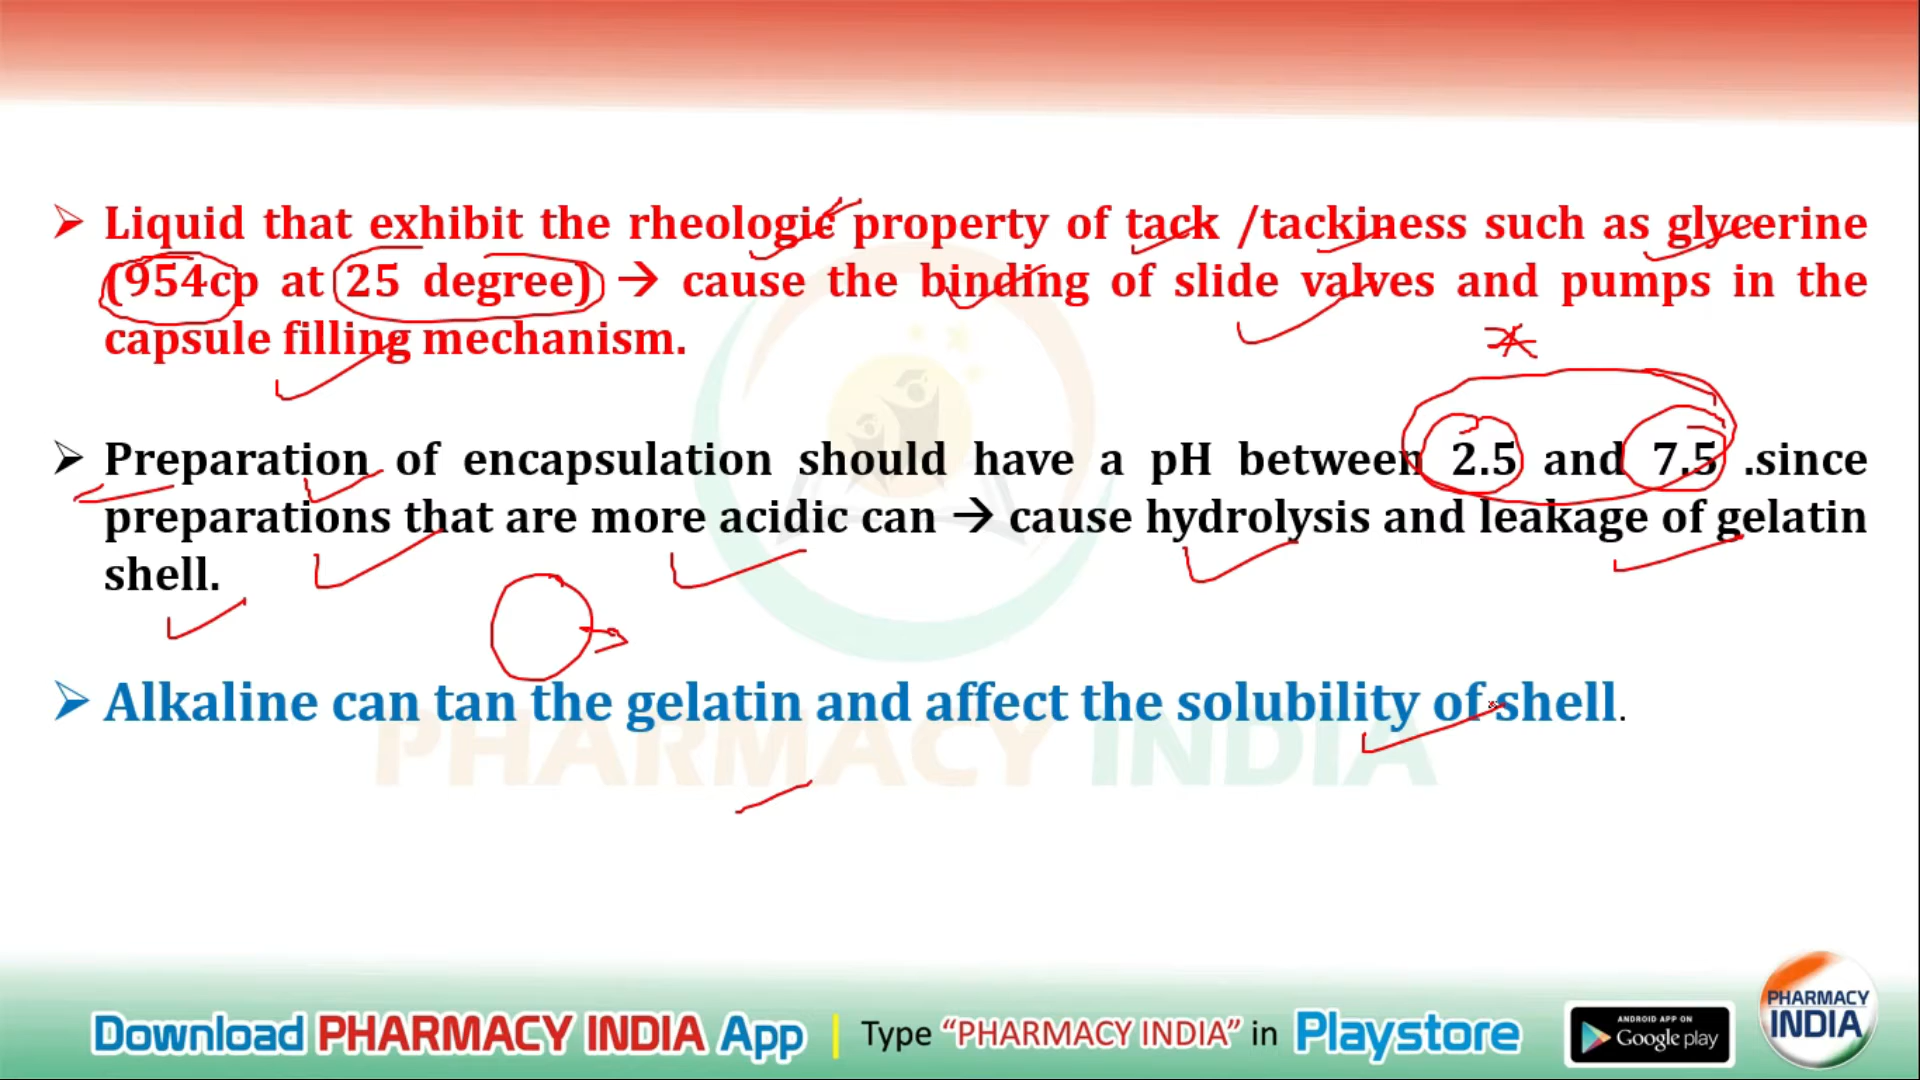 ➢ Liquid that exhibit the rheologic property of tack /tackiness such as glycerine
(954cp at 25 degree) → cause the binding of slide valves and pumps in the
capsule filling mechanism.
➢ Preparation of encapsulation should have a pH between 2.5 and 7.5 .since
preparations that are more acidic can → cause hydrolysis and leakage of gelatin
shell.
➢ Alkaline can tan the gelatin and affect the solubility of shell.
PHARMACY INDIA
Download PHARMACY INDIA App | Type “PHARMACY INDIA” in Playstore
ANDROID APP ON
Google play
PHARMACY
INDIA